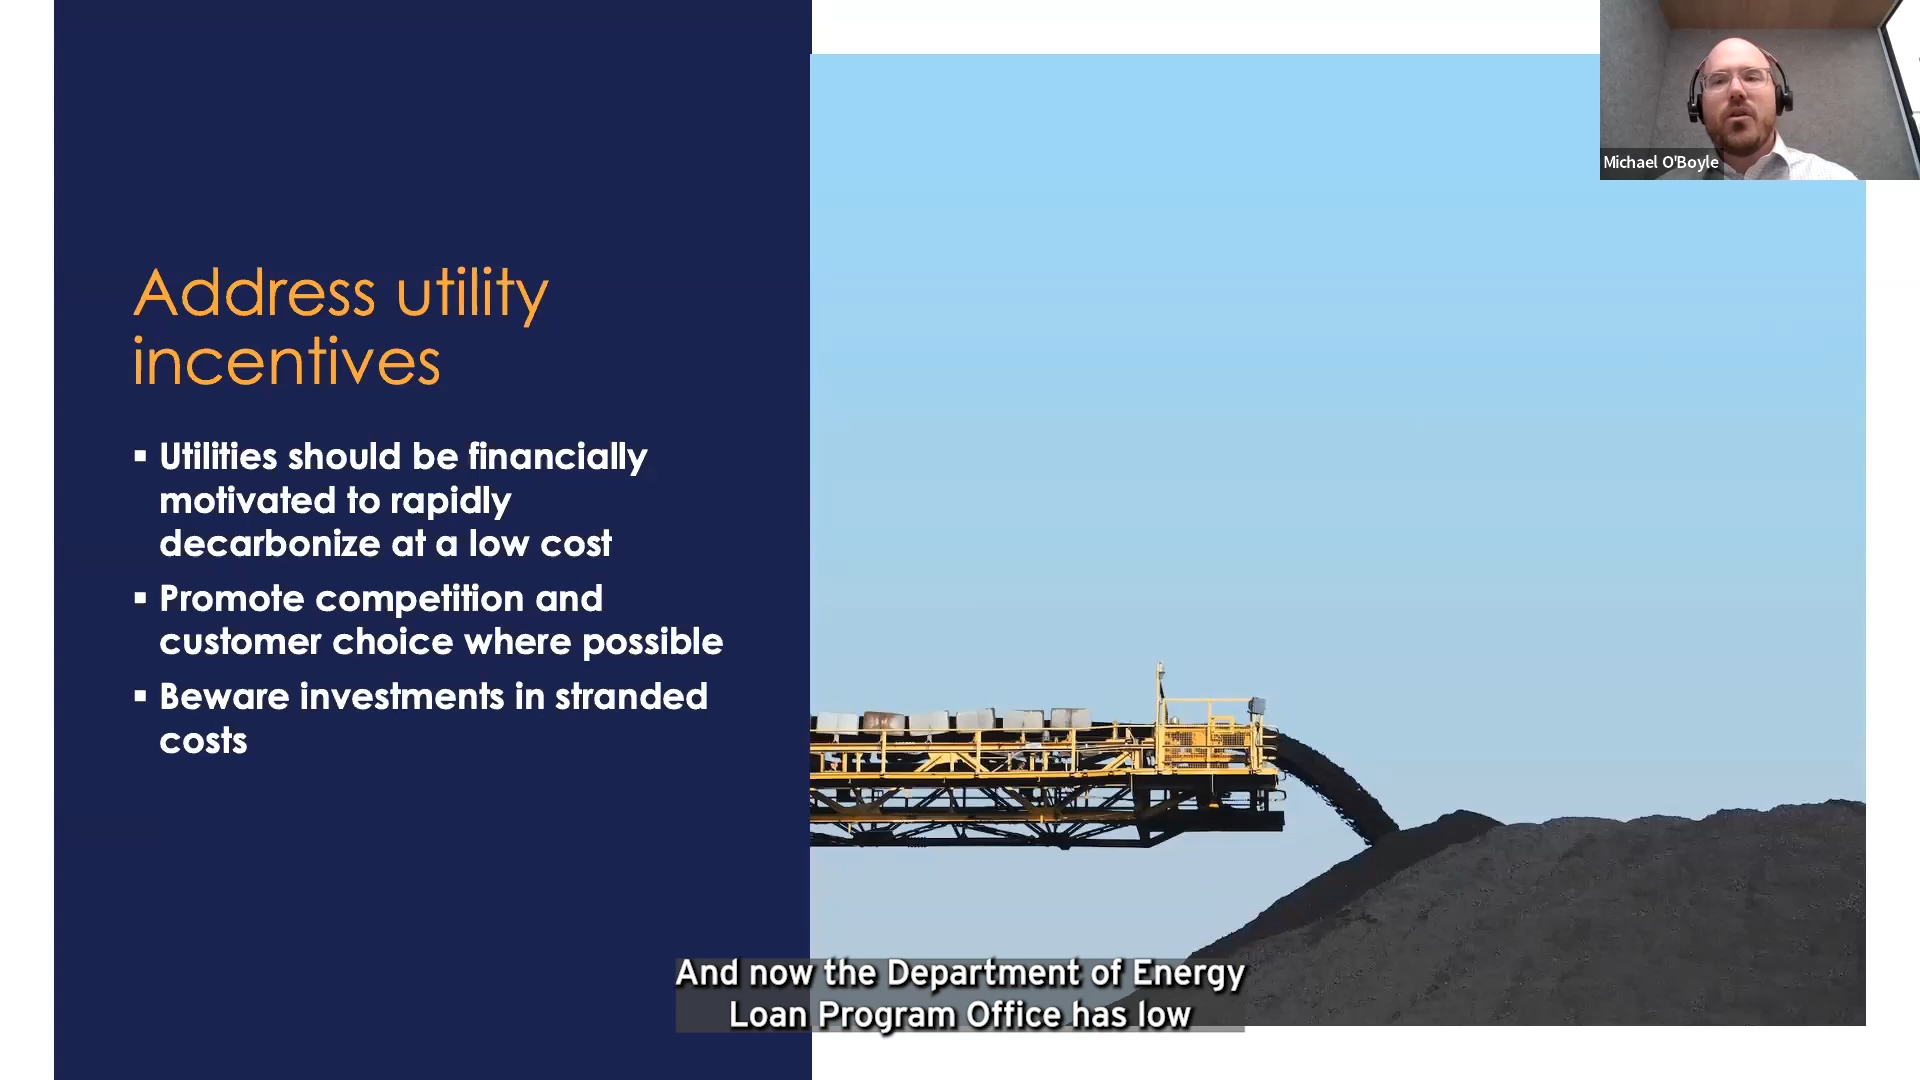 Michael O'Boyle
Address utility
incentives
▪ Utilities should be financially
motivated to rapidly
decarbonize at a low cost
▪ Promote competition and
customer choice where possible
▪ Beware investments in stranded
costs
And now the Department of Energy
Loan Program Office has low